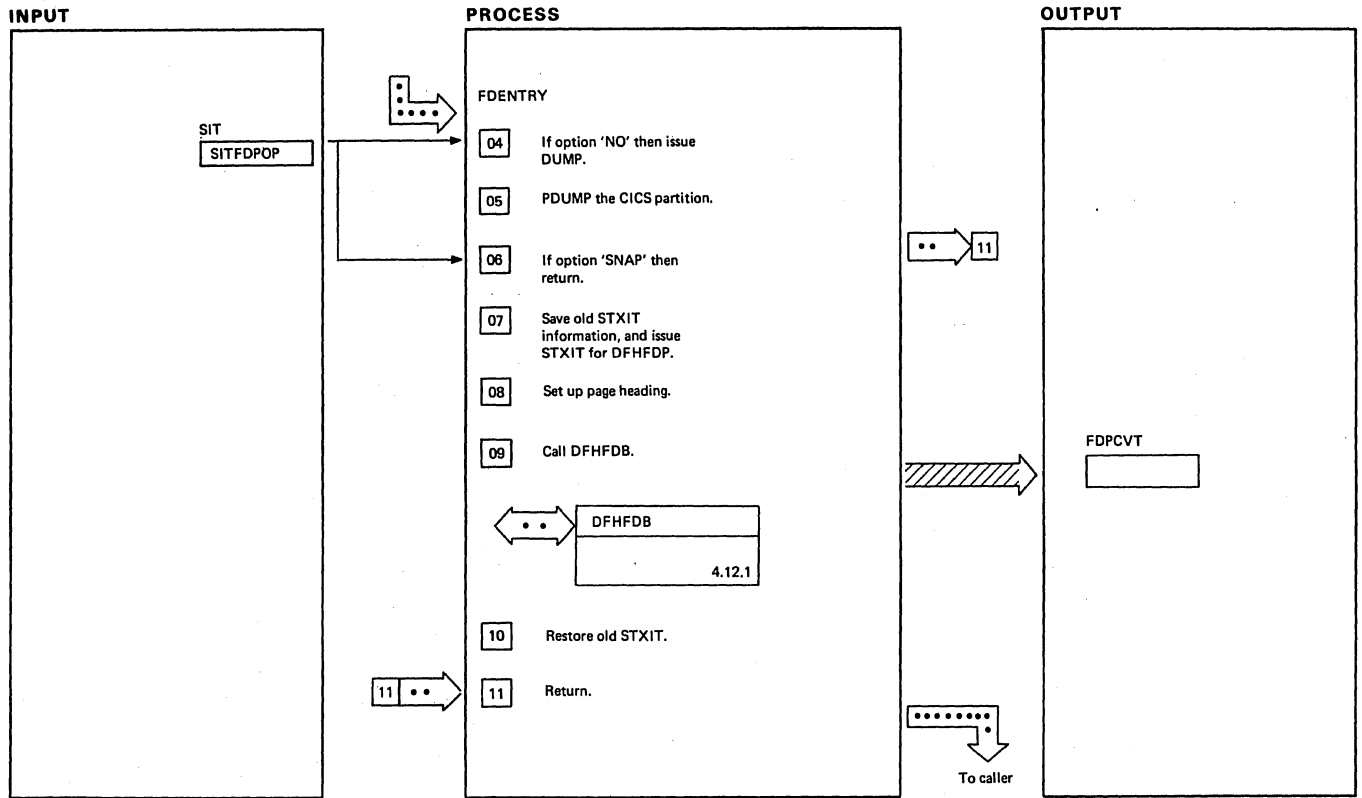 INPUT
PROCESS
OUTPUT
FDENTRY
SIT
SITFDPOP
04 If option 'NO' then issue
DUMP.
05 PDUMP the CICS partition.
06 If option 'SNAP' then
return.
11
07 Save old STXIT
information, and issue
STXIT for DFHFDP.
08 Set up page heading.
09 Call DFHFDB.
FDPCVT
DFHFDB
4.12.1
10 Restore old STXIT.
11
11 Return.
To caller